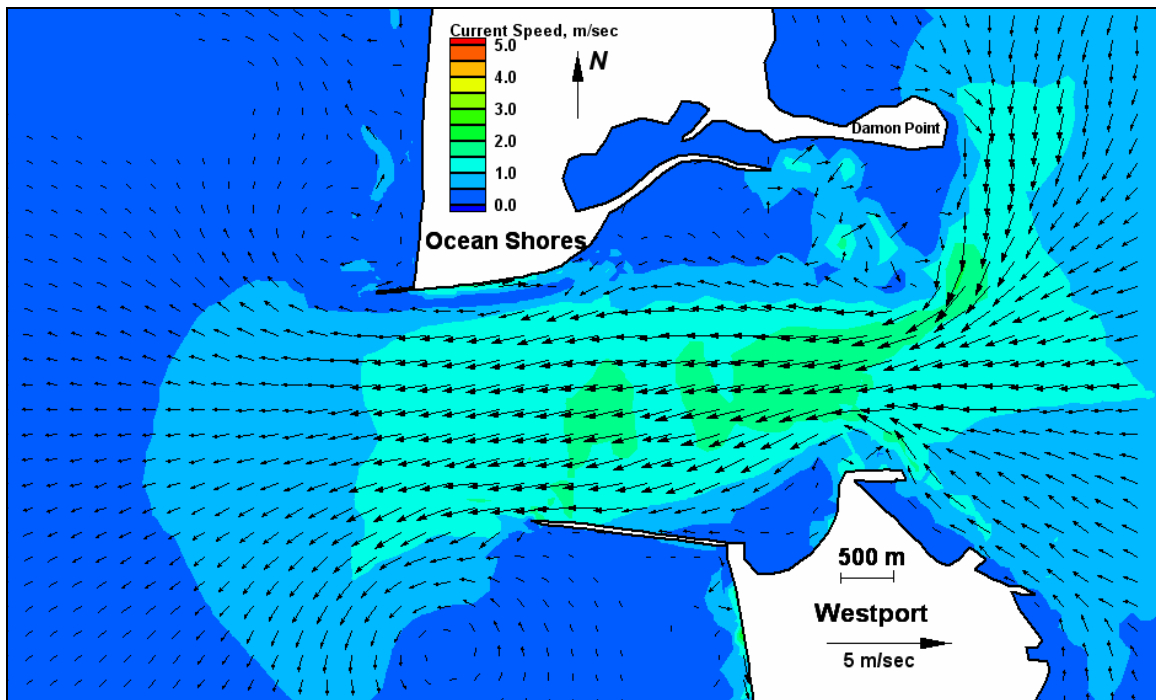 Current Speed, m/sec
5.0
4.0
3.0
2.0
1.0
0.0
N
Damon Point
Ocean Shores
500 m
Westport
5 m/sec